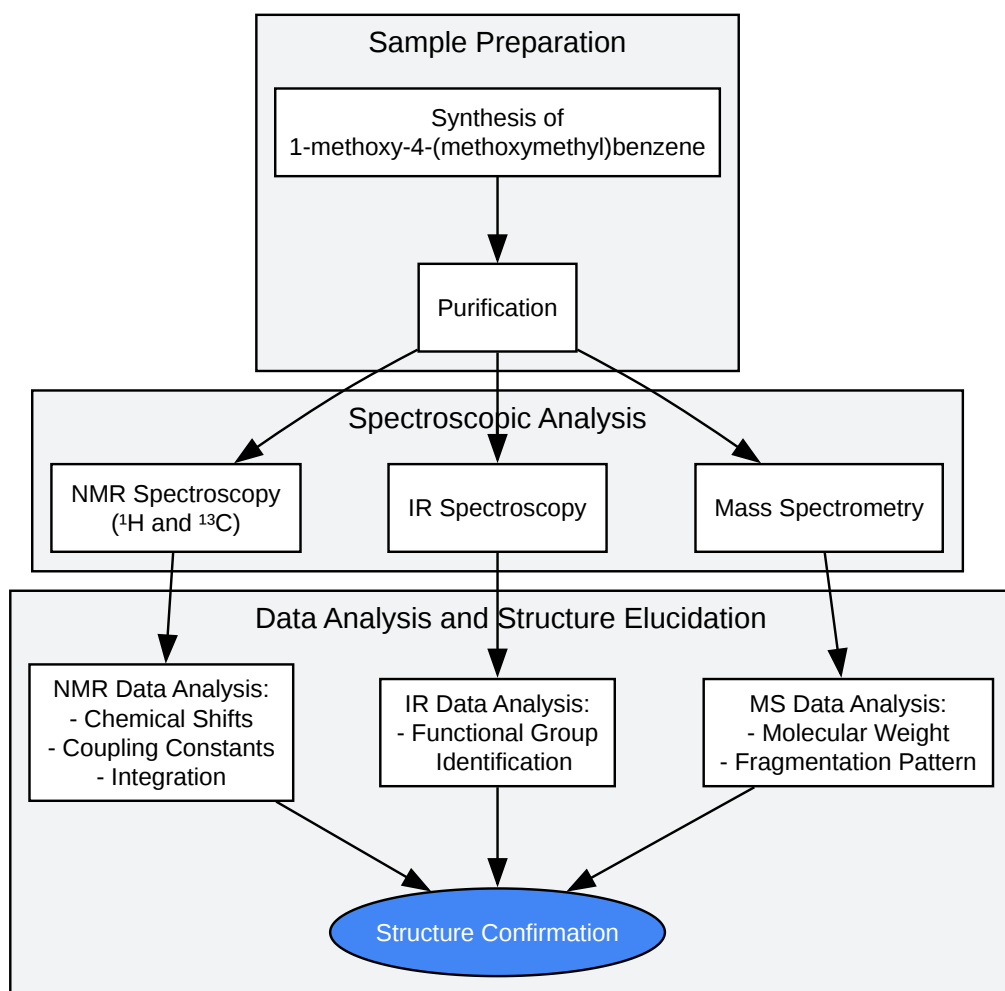 Sample Preparation
Synthesis of
1-methoxy-4-(methoxymethyl)benzene
Purification
Spectroscopic Analysis
NMR Spectroscopy
(¹H and ¹³C)
IR Spectroscopy
Mass Spectrometry
Data Analysis and Structure Elucidation
NMR Data Analysis:
- Chemical Shifts
- Coupling Constants
- Integration
IR Data Analysis:
- Functional Group
Identification
MS Data Analysis:
- Molecular Weight
- Fragmentation Pattern
Structure Confirmation